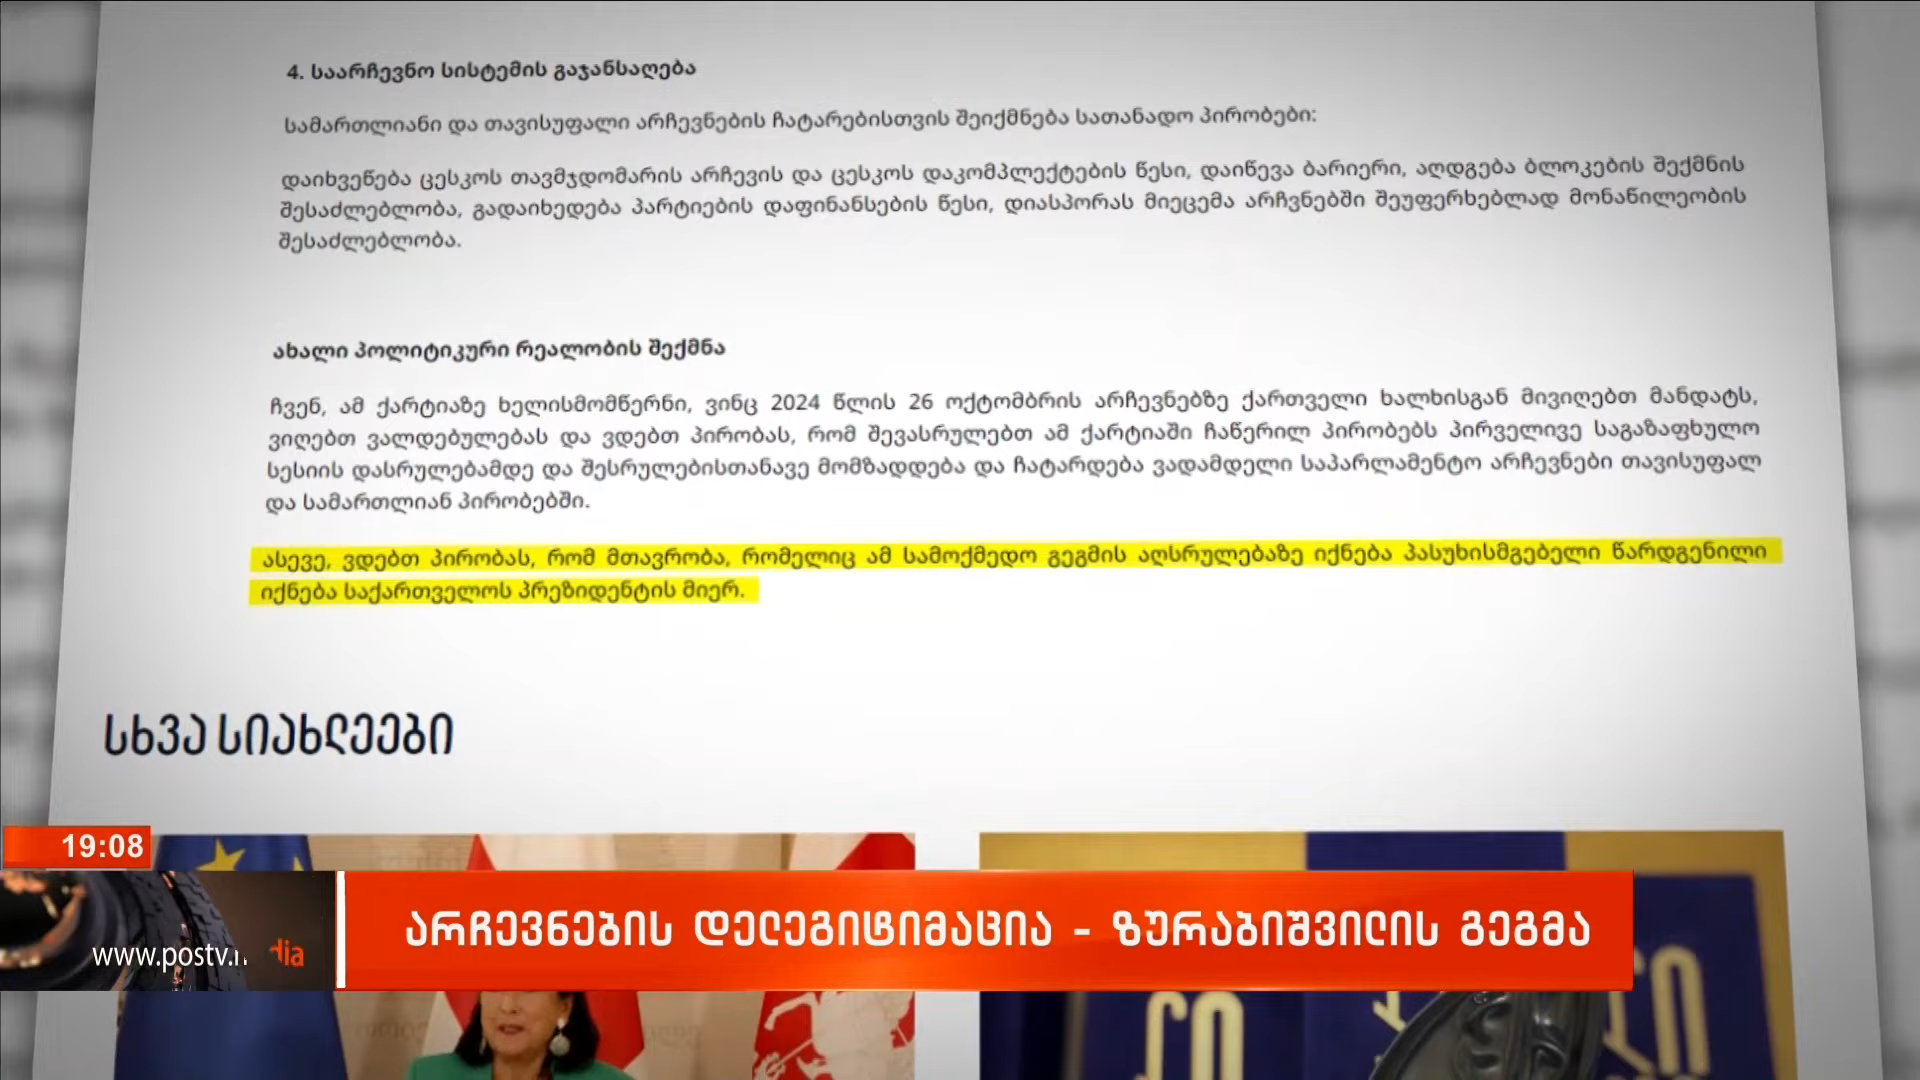 4. საარჩევნო სისტემის გაჯანსაღება
სამართლიანი და თავისუფალი არჩევნების ჩატარებისთვის შეიქმნება სათანადო პირობები:
დაიხვეწება ცესკოს თავმჯდომარის არჩევის და ცესკოს დაკომპლექტების წესი, დაიწევა ბარიერი, აღდგება ბლოკების შექმნის
შესაძლებლობა, გადაიხედება პარტიების დაფინანსების წესი, დიასპორას მიეცემა არჩვნებში შეუფერხებლად მონაწილეობის
შესაძლებლობა.
ახალი პოლიტიკური რეალობის შექმნა
ჩვენ, ამ ქარტიაზე ხელისმომწერნი, ვინც 2024 წლის 26 ოქტომბრის არჩევნებზე ქართველი ხალხისგან მივიღებთ მანდატს,
ვიღებთ ვალდებულებას და ვდებთ პირობას, რომ შევასრულებთ ამ ქარტიაში ჩაწერილ პირობებს პირველივე საგაზაფხულო
სესიის დასრულებამდე და შესრულებისთანავე მომზადდება და ჩატარდება ვადამდელი საპარლამენტო არჩევნები თავისუფალ
და სამართლიან პირობებში.
ასევე, ვდებთ პირობას, რომ მთავრობა, რომელიც ამ სამოქმედო გეგმის აღსრულებაზე იქნება პასუხისმგებელი წარდგენილი
იქნება საქართველოს პრეზიდენტის მიერ.
სხვა სიახლეები
19:08
არჩევნების დელეგიტიმაცია - ზურაბიშვილის გეგმა